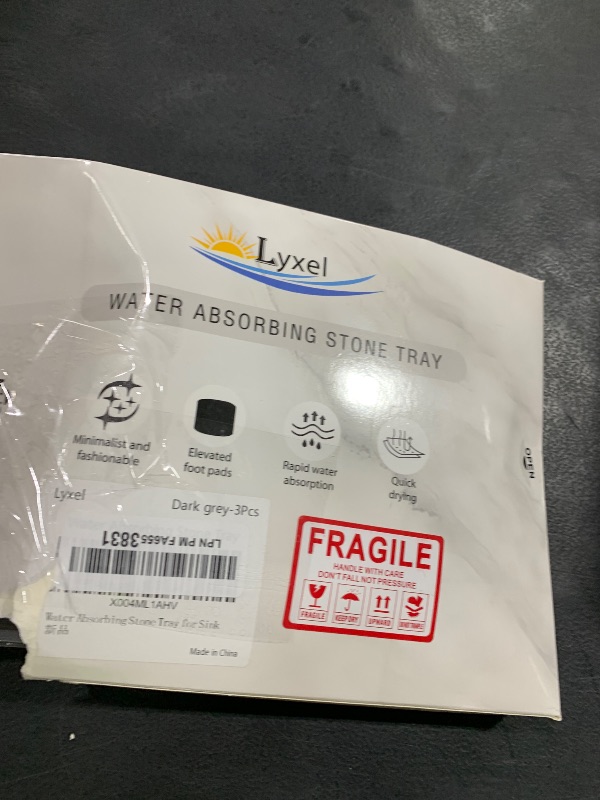 Lyxel
WATER ABSORBING STONE TRAY
Minimalist and
fashionable
Elevated
foot pads
Rapid water
absorption
Quick
drying
OPEN
Lyxel
Dark grey-3Pcs
LPN PM FA6553831
X004ML1AHV
Water Absorbing Stone Tray for Sink
新品
Made in China
FRAGILE
HANDLE WITH CARE
DON'T FALL NOT PRESSURE
FRAGILE
KEEP DRY
UPWARD